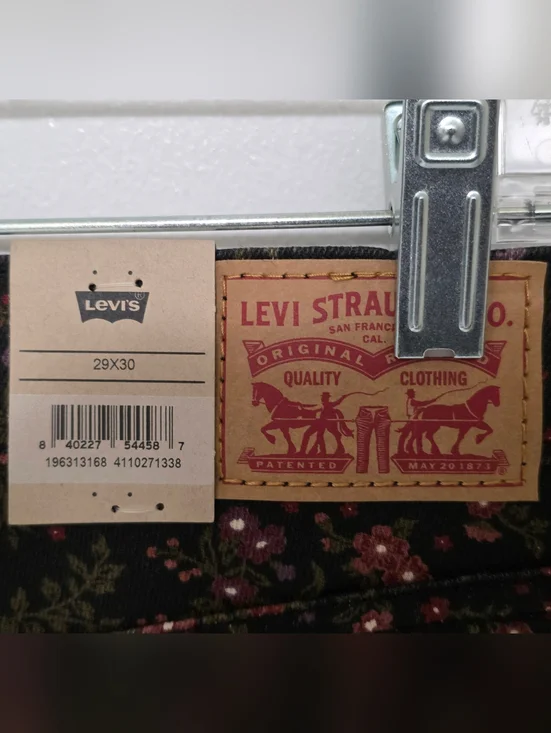 LEVI'S
29X30
8 40227 54458 7
196313168 4110271338
LEVI STRAU O.
SAN FRANCI
CAL.
ORIGINAL R
QUALITY CLOTHING
PATENTED MAY 20 1873